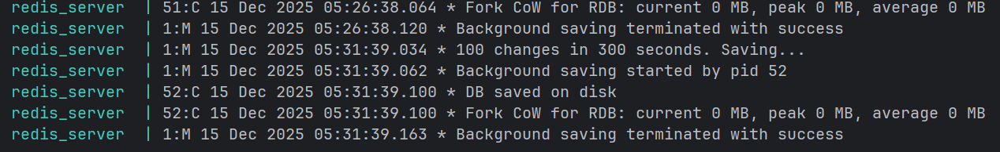 redis_server | 51:C 15 Dec 2025 05:26:38.064 * Fork CoW for RDB: current 0 MB, peak 0 MB, average 0 MB
redis_server | 1:M 15 Dec 2025 05:26:38.120 * Background saving terminated with success
redis_server | 1:M 15 Dec 2025 05:31:39.034 * 100 changes in 300 seconds. Saving...
redis_server | 1:M 15 Dec 2025 05:31:39.062 * Background saving started by pid 52
redis_server | 52:C 15 Dec 2025 05:31:39.100 * DB saved on disk
redis_server | 52:C 15 Dec 2025 05:31:39.100 * Fork CoW for RDB: current 0 MB, peak 0 MB, average 0 MB
redis_server | 1:M 15 Dec 2025 05:31:39.163 * Background saving terminated with success